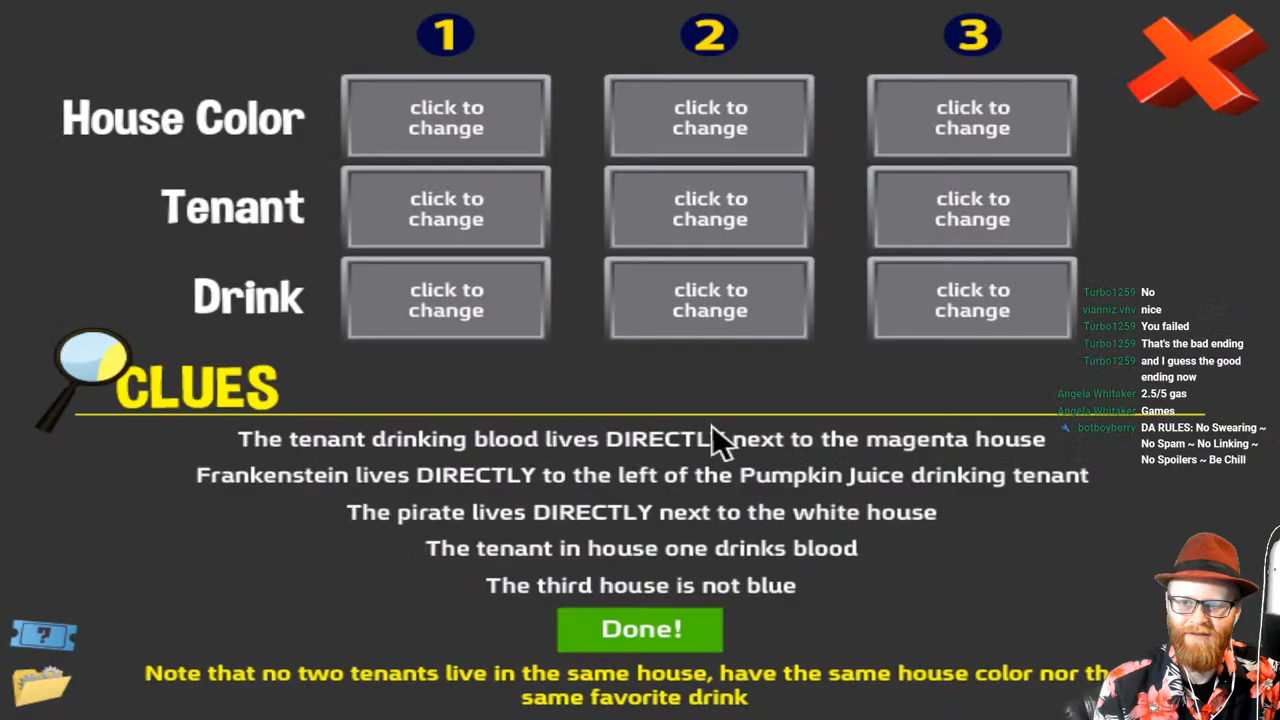 1 2 3
House Color
click to
change
click to
change
click to
change
Tenant
click to
change
click to
change
click to
change
Drink
click to
change
click to
change
click to
change
CLUES
The tenant drinking blood lives DIRECTLY next to the magenta house
Frankenstein lives DIRECTLY to the left of the Pumpkin Juice drinking tenant
The pirate lives DIRECTLY next to the white house
The tenant in house one drinks blood
The third house is not blue
Done!
?
Note that no two tenants live in the same house, have the same house color nor th
same favorite drink
Turbo1259 No
vianniz vnv nice
Turbo1259 You failed
Turbo1259 That's the bad ending
Turbo1259 and I guess the good
ending now
Angela Whitaker 2.5/5 gas
Angela Whitaker Games
botboyberry DA RULES: No Swearing ~
No Spam ~ No Linking ~
No Spoilers ~ Be Chill